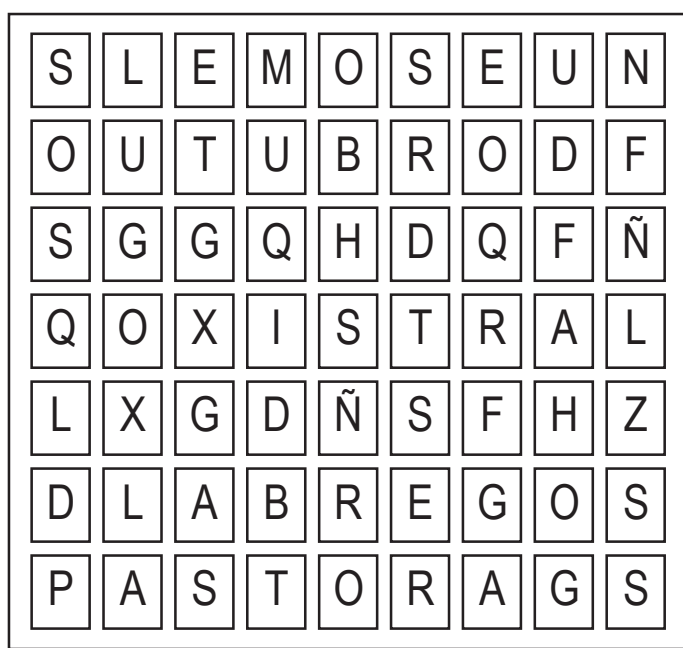 S L E M O S E U N
O U T U B R O D F
S G G Q H D Q F Ñ
Q O X I S T R A L
L X G D Ñ S F H Z
D L A B R E G O S
P A S T O R A G S